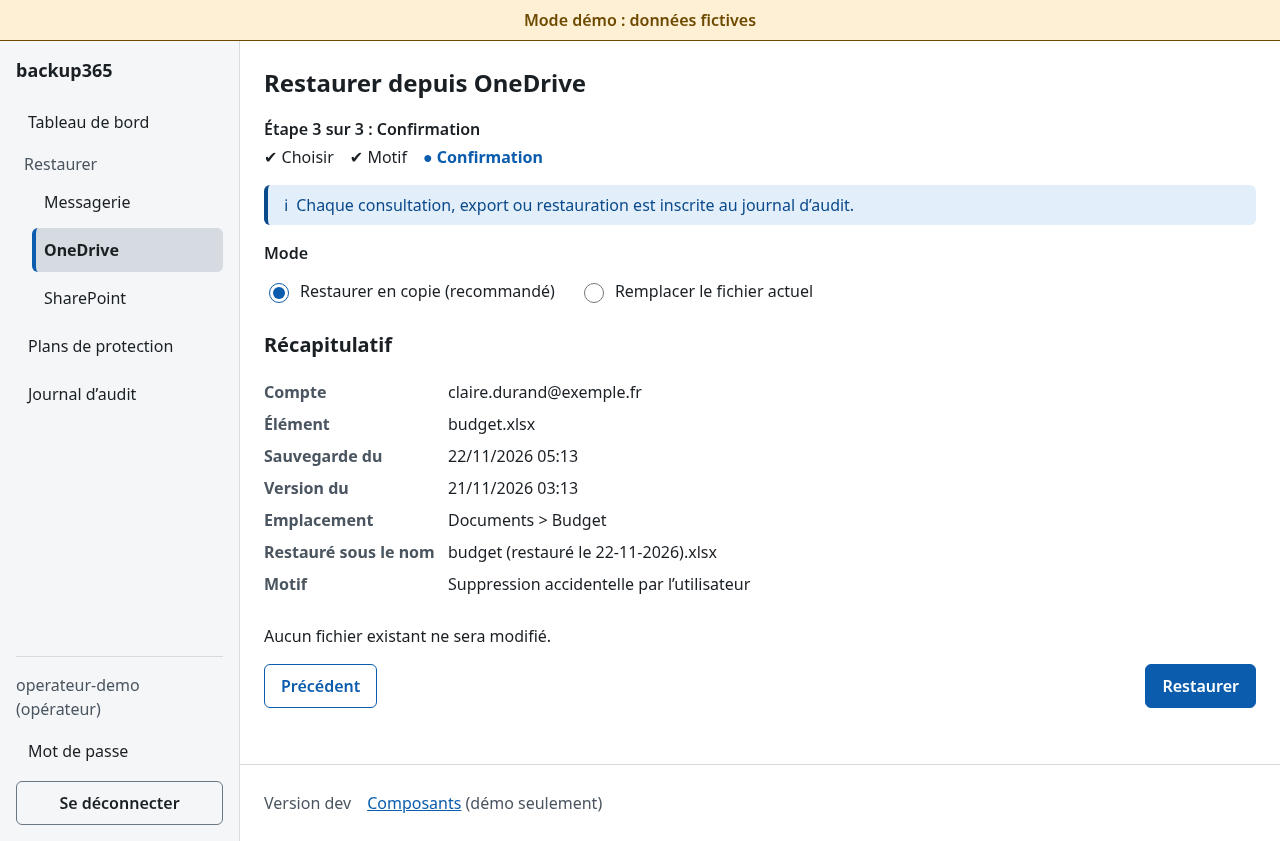 Mode démo : données fictives
backup365
Tableau de bord
Restaurer
Messagerie
OneDrive
SharePoint
Plans de protection
Journal d’audit
operateur-demo
(opérateur)
Mot de passe
Se déconnecter
Restaurer depuis OneDrive
Étape 3 sur 3 : Confirmation
✔ Choisir ✔ Motif ● Confirmation
i Chaque consultation, export ou restauration est inscrite au journal d’audit.
Mode
Restaurer en copie (recommandé) Remplacer le fichier actuel
Récapitulatif
Compte claire.durand@exemple.fr
Élément budget.xlsx
Sauvegarde du 22/11/2026 05:13
Version du 21/11/2026 03:13
Emplacement Documents > Budget
Restauré sous le nom budget (restauré le 22-11-2026).xlsx
Motif Suppression accidentelle par l’utilisateur
Aucun fichier existant ne sera modifié.
Précédent Restaurer
Version dev Composants (démo seulement)